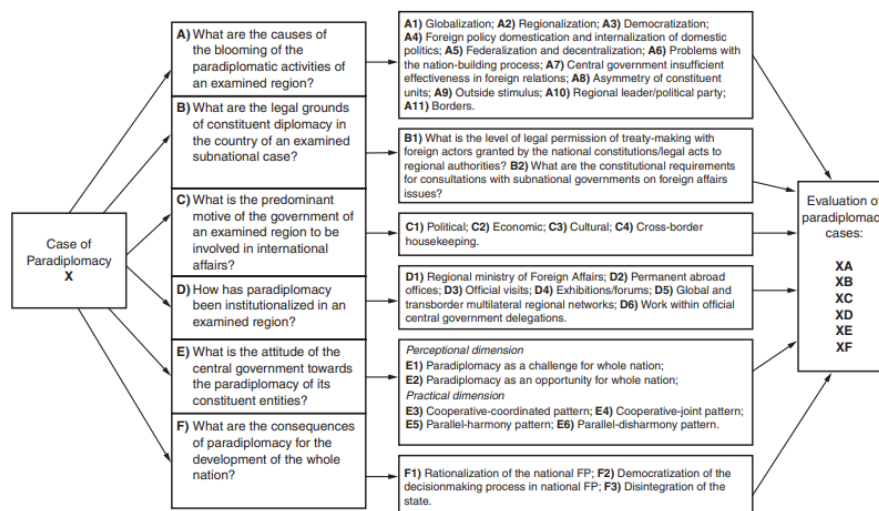 Case of
Paradiplomacy
X
A) What are the causes of
the blooming of the
paradiplomatic activities of
an examined region?
B) What are the legal grounds
of constituent diplomacy in
the country of an examined
subnational case?
C) What is the predominant
motive of the government of
an examined region to be
involved in international
affairs?
D) How has paradiplomacy
been institutionalized in an
examined region?
E) What is the attitude of the
central government towards
the paradiplomacy of its
constituent entities?
F) What are the consequences
of paradiplomacy for the
development of the whole
nation?
A1) Globalization; A2) Regionalization; A3) Democratization;
A4) Foreign policy domestication and internalization of domestic
politics; A5) Federalization and decentralization; A6) Problems with
the nation-building process; A7) Central government insufficient
effectiveness in foreign relations; A8) Asymmetry of constituent
units; A9) Outside stimulus; A10) Regional leader/political party;
A11) Borders.
B1) What is the level of legal permission of treaty-making with
foreign actors granted by the national constitutions/legal acts to
regional authorities? B2) What are the constitutional requirements
for consultations with subnational governments on foreign affairs
issues?
C1) Political; C2) Economic; C3) Cultural; C4) Cross-border
housekeeping.
D1) Regional ministry of Foreign Affairs; D2) Permanent abroad
offices; D3) Official visits; D4) Exhibitions/forums; D5) Global and
transborder multilateral regional networks; D6) Work within official
central government delegations.
Perceptional dimension
E1) Paradiplomacy as a challenge for whole nation;
E2) Paradiplomacy as an opportunity for whole nation;
Practical dimension
E3) Cooperative-coordinated pattern; E4) Cooperative-joint pattern;
E5) Parallel-harmony pattern; E6) Parallel-disharmony pattern.
F1) Rationalization of the national FP; F2) Democratization of the
decisionmaking process in national FP; F3) Disintegration of the
state.
Evaluation of
paradiplomacy
cases:
XA
XB
XC
XD
XE
XF